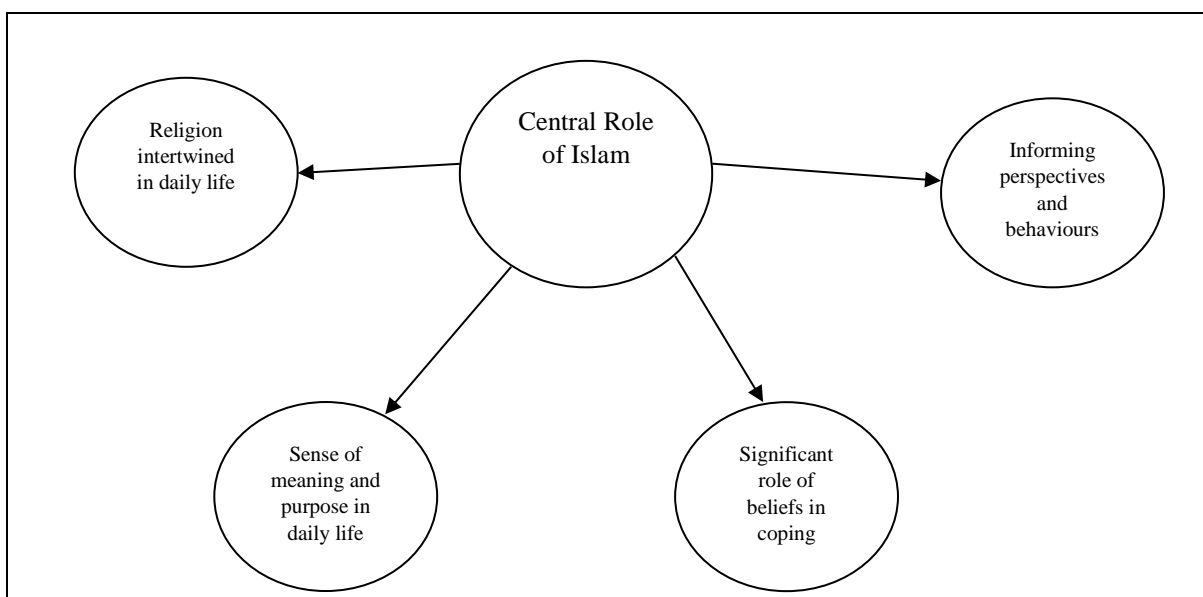 Central Role
of Islam
Religion
intertwined
in daily life
Informing
perspectives
and
behaviours
Sense of
meaning and
purpose in
daily life
Significant
role of
beliefs in
coping